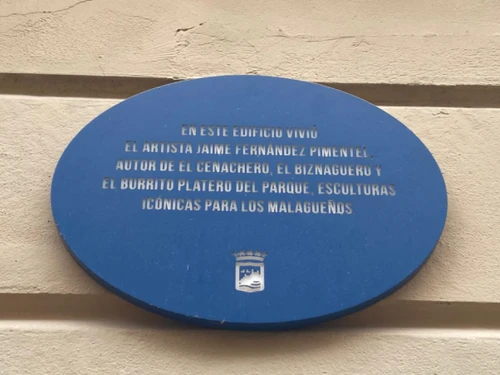 EN ESTE EDIFICIO VIVIÓ
EL ARTISTA JAIME FERNÁNDEZ PIMENTEL,
AUTOR DE EL CENACHERO, EL BIZNAGUERO Y
EL BURRITO PLATERO DEL PARQUE, ESCULTURAS
ICÓNICAS PARA LOS MALAGUEÑOS